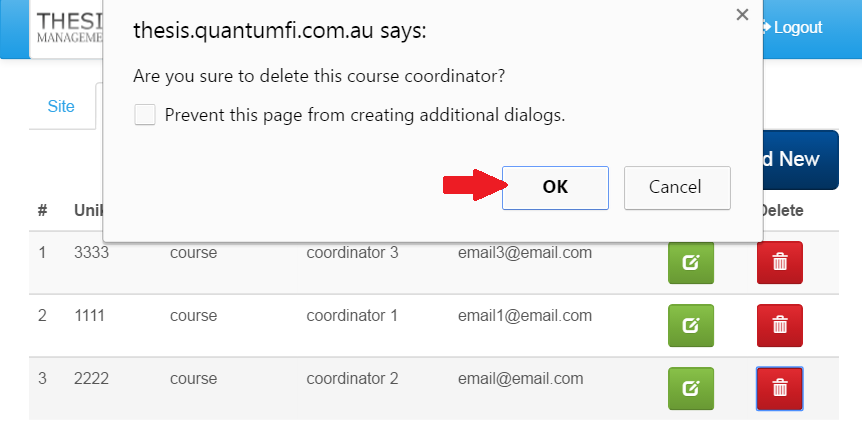 THESI
MANAGEME
Logout
thesis.quantumfi.com.au says:
Are you sure to delete this course coordinator?
Prevent this page from creating additional dialogs.
OK
Cancel
Site
d New
# Unik Delete
1 3333 course coordinator 3 email3@email.com
2 1111 course coordinator 1 email1@email.com
3 2222 course coordinator 2 email@email.com